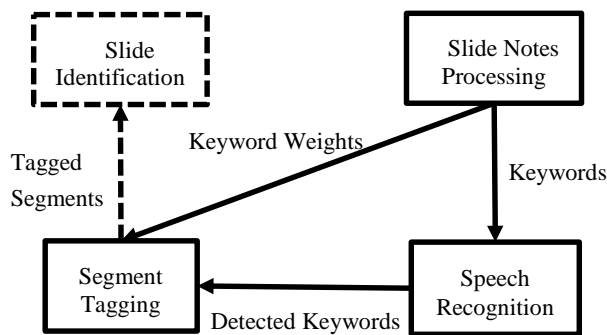 Slide
Identification
Slide Notes
Processing
Keyword Weights
Tagged
Segments
Keywords
Segment
Tagging
Speech
Recognition
Detected Keywords